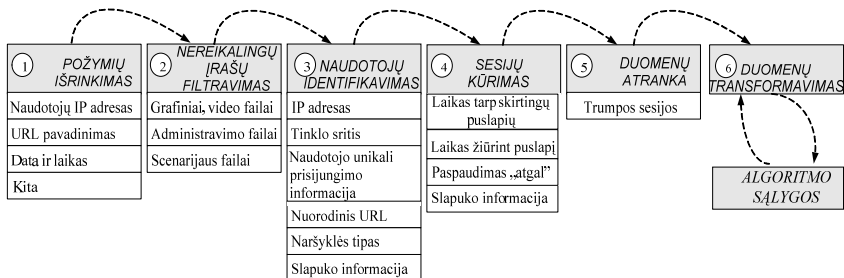 1
POŽYMIŲ
IŠRINKIMAS
Naudotojų IP adresas
URL pavadinimas
Data ir laikas
Kita
2
NEREIKALINGŲ
ĮRAŠŲ
FILTRAVIMAS
Grafiniai, video failai
Administravimo failai
Scenarijaus failai
3
NAUDOTOJŲ
IDENTIFIKAVIMAS
IP adresas
Tinklo sritis
Naudotojo unikali
prisijungimo
informacija
Nuorodinis URL
Naršyklės tipas
Slapuko informacija
4
SESIJŲ
KŪRIMAS
Laikas tarp skirtingų
puslapių
Laikas žiūrint puslapį
Paspaudimas „atgal”
Slapuko informacija
5
DUOMENŲ
ATRANKA
Trumpos sesijos
6
DUOMENŲ
TRANSFORMAVIMAS
ALGORITMO
SĄLYGOS